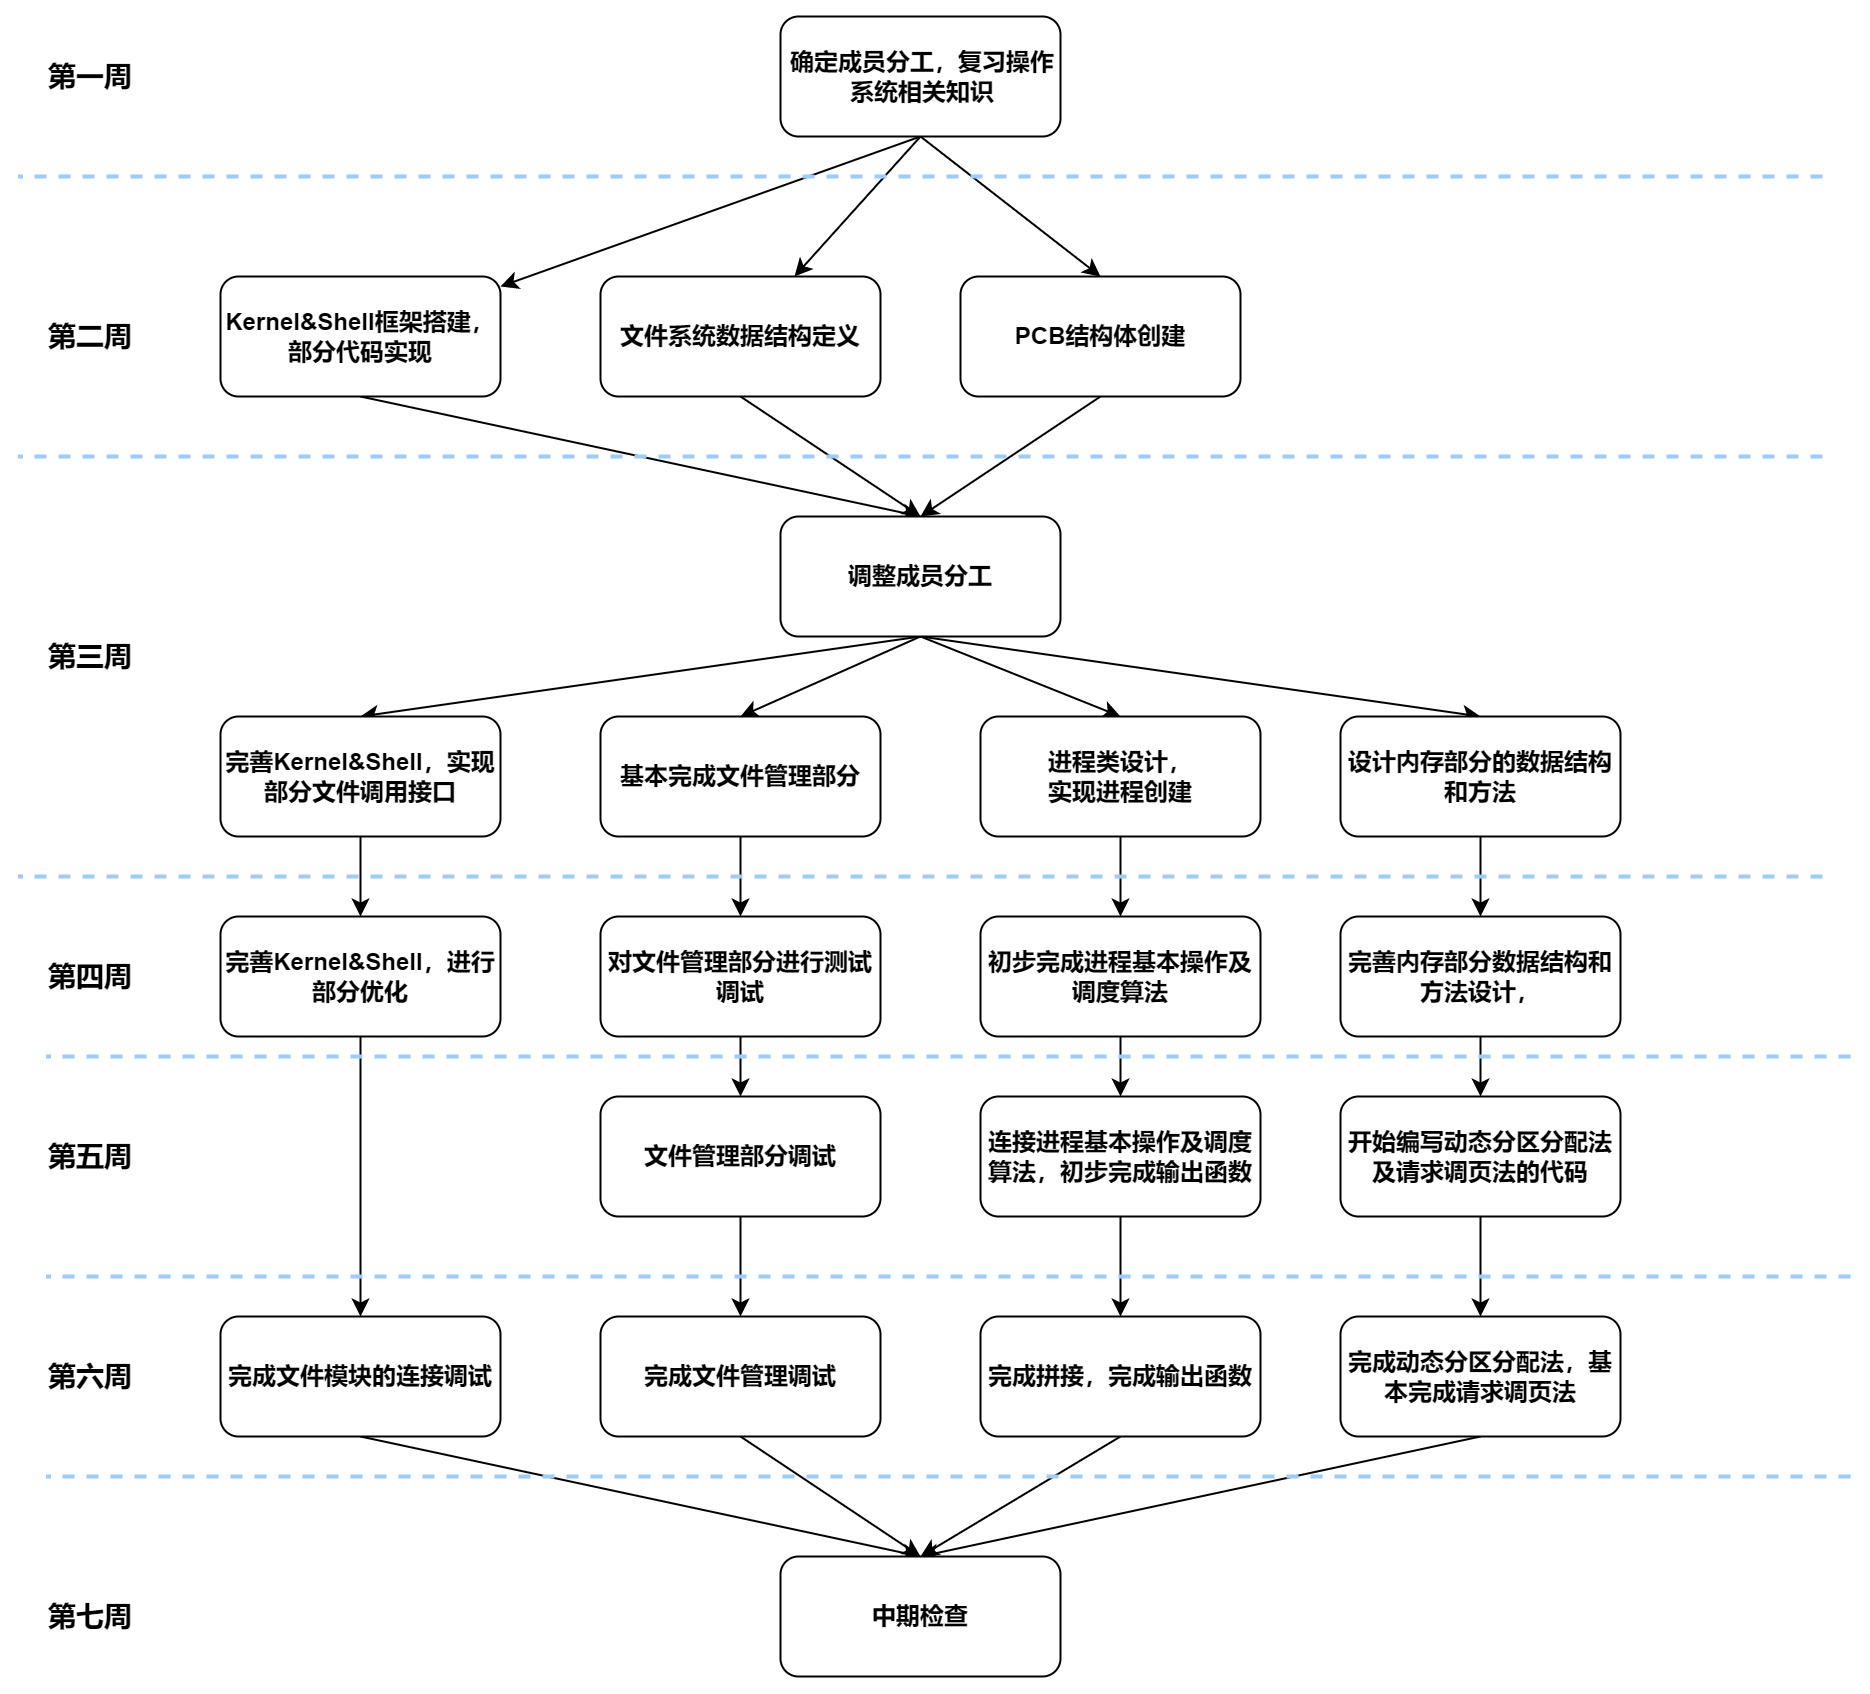 第一周
确定成员分工，复习操作
系统相关知识
第二周
Kernel&Shell框架搭建，
部分代码实现
文件系统数据结构定义
PCB结构体创建
调整成员分工
第三周
完善Kernel&Shell，实现
部分文件调用接口
基本完成文件管理部分
进程类设计，
实现进程创建
设计内存部分的数据结构
和方法
第四周
完善Kernel&Shell，进行
部分优化
对文件管理部分进行测试
调试
初步完成进程基本操作及
调度算法
完善内存部分数据结构和
方法设计，
第五周
文件管理部分调试
连接进程基本操作及调度
算法，初步完成输出函数
开始编写动态分区分配法
及请求调页法的代码
第六周
完成文件模块的连接调试
完成文件管理调试
完成拼接，完成输出函数
完成动态分区分配法，基
本完成请求调页法
第七周
中期检查